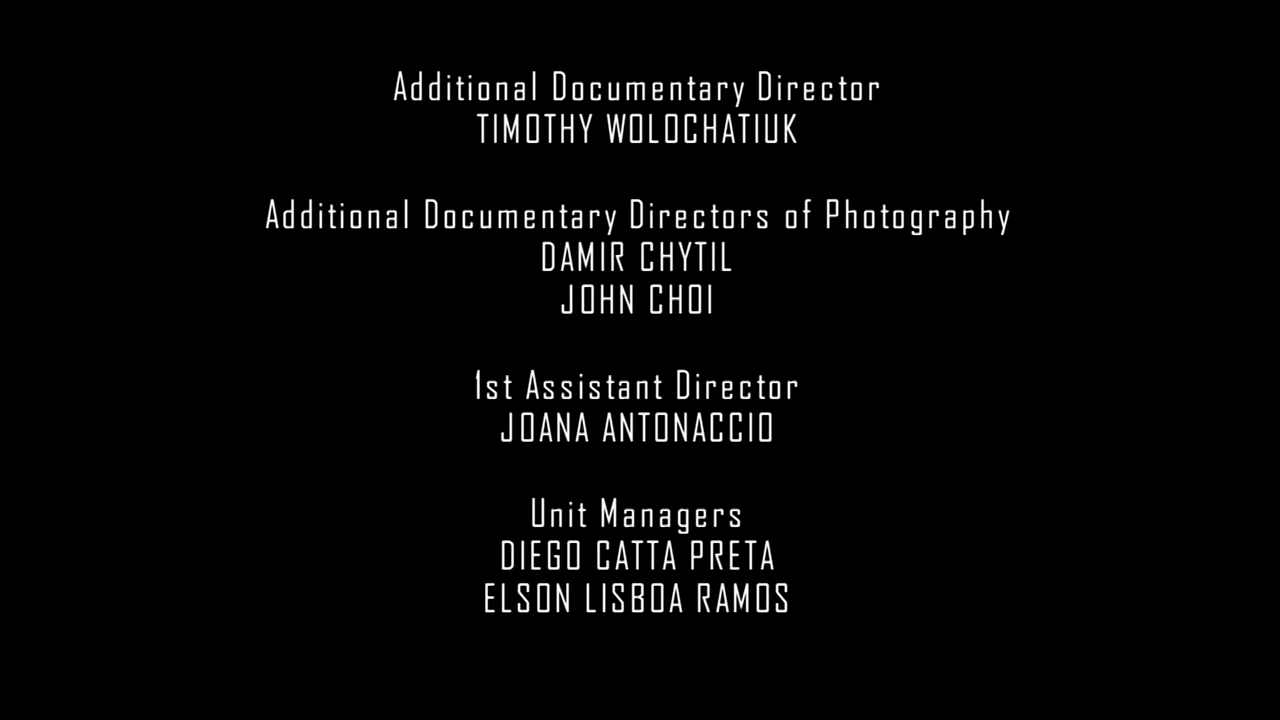 Additional Documentary Director
TIMOTHY WOLOCHATIUK
Additional Documentary Directors of Photography
DAMIR CHYTIL
JOHN CHOI
1st Assistant Director
JOANA ANTONACCIO
Unit Managers
DIEGO CATTA PRETA
ELSON LISBOA RAMOS